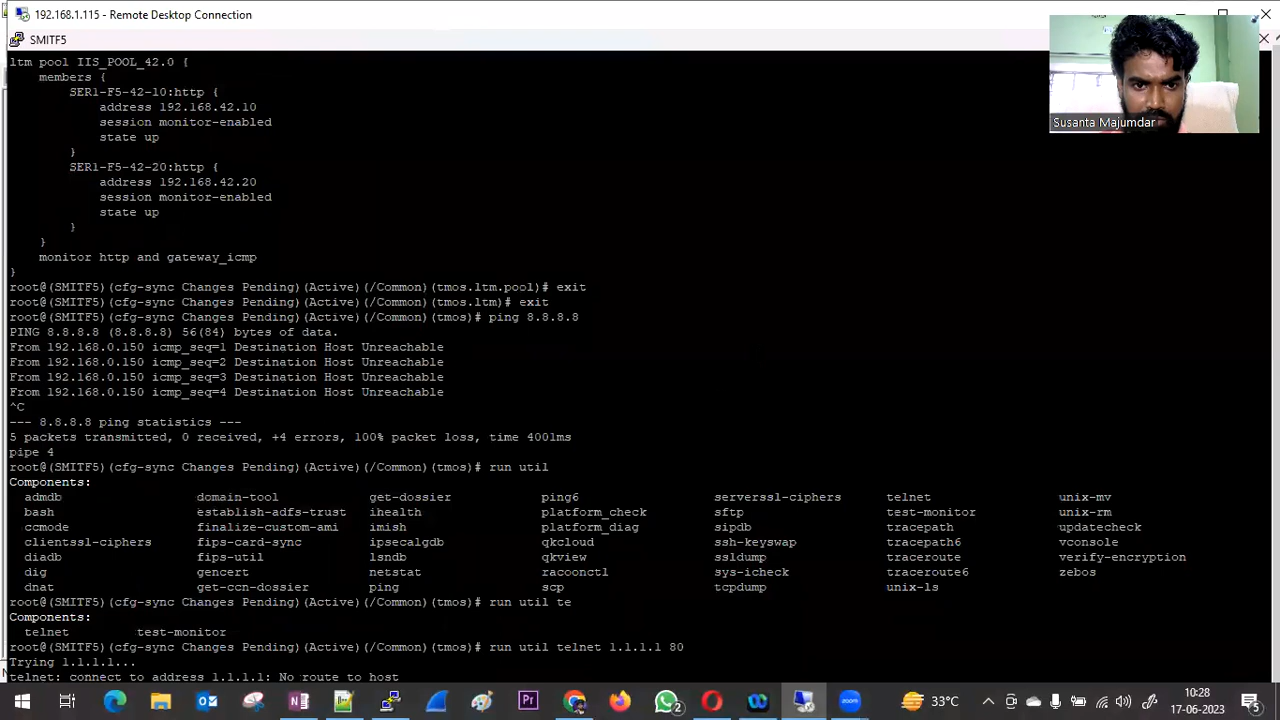 192.168.1.115 - Remote Desktop Connection
SMITF5
ltm pool IIS_POOL_42.0 {
members {
SER1-F5-42-10:http {
address 192.168.42.10
session monitor-enabled
state up
}
SER1-F5-42-20:http {
address 192.168.42.20
session monitor-enabled
state up
}
}
monitor http and gateway_icmp
}
root@(SMITF5)(cfg-sync Changes Pending)(Active)(/Common)(tmos.ltm.pool)# exit
root@(SMITF5)(cfg-sync Changes Pending)(Active)(/Common)(tmos.ltm)# exit
root@(SMITF5)(cfg-sync Changes Pending)(Active)(/Common)(tmos)# ping 8.8.8.8
PING 8.8.8.8 (8.8.8.8) 56(84) bytes of data.
From 192.168.0.150 icmp_seq=1 Destination Host Unreachable
From 192.168.0.150 icmp_seq=2 Destination Host Unreachable
From 192.168.0.150 icmp_seq=3 Destination Host Unreachable
From 192.168.0.150 icmp_seq=4 Destination Host Unreachable
^C
--- 8.8.8.8 ping statistics ---
5 packets transmitted, 0 received, +4 errors, 100% packet loss, time 4001ms
pipe 4
root@(SMITF5)(cfg-sync Changes Pending)(Active)(/Common)(tmos)# run util
Components:
admdb domain-tool get-dossier ping6 serverssl-ciphers telnet unix-mv
bash establish-adfs-trust ihealth platform_check sftp test-monitor unix-rm
ccmode finalize-custom-ami imish platform_diag sipdb tracepath updatecheck
clientssl-ciphers fips-card-sync ipsecalgdb qkcloud ssh-keyswap tracepath6 vconsole
diadb fips-util lsndb qkview ssldump traceroute verify-encryption
dig gencert netstat racoonctl sys-icheck traceroute6 zebos
dnat get-ccn-dossier ping scp tcpdump unix-ls
root@(SMITF5)(cfg-sync Changes Pending)(Active)(/Common)(tmos)# run util te
Components:
telnet test-monitor
root@(SMITF5)(cfg-sync Changes Pending)(Active)(/Common)(tmos)# run util telnet 1.1.1.1 80
Trying 1.1.1.1...
telnet: connect to address 1.1.1.1: No route to host
Susanta Majumdar
33°C
10:28
17-06-2023
2
5
Pr